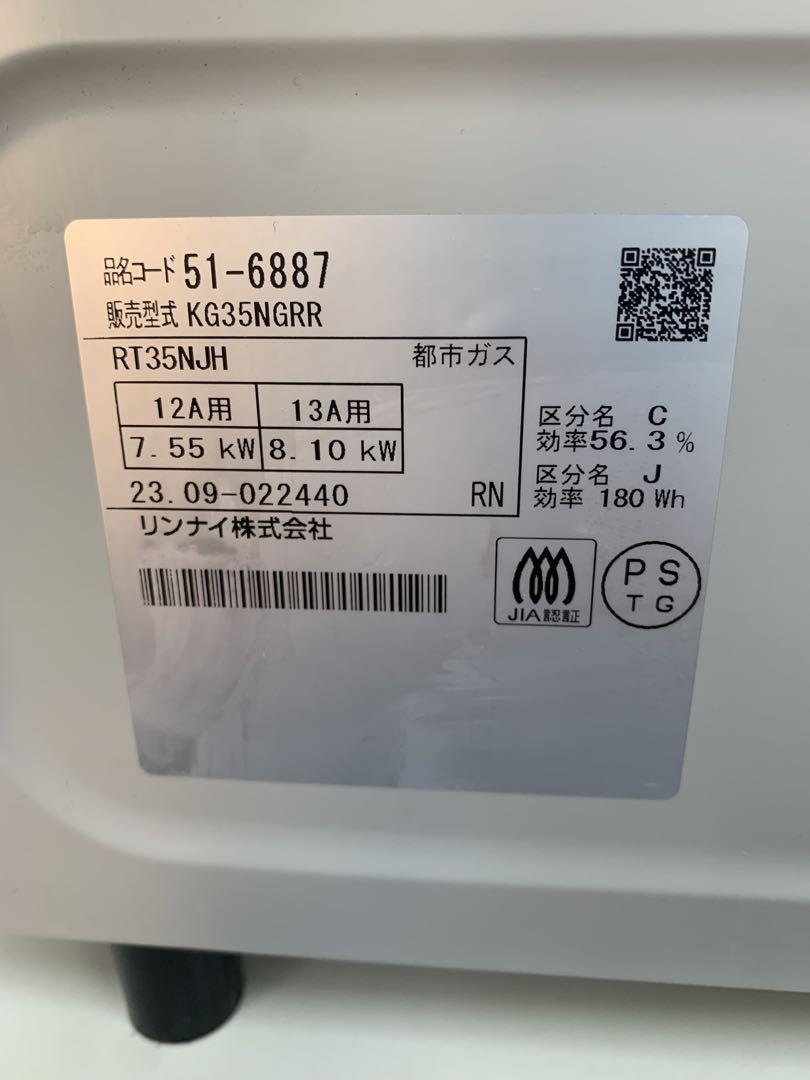 品名コード 51-6887
販売型式 KG35NGRR
RT35NJH 都市ガス
12A用 13A用
7.55 kW 8.10 kW
23.09-022440 RN
リンナイ株式会社
区分名 C
効率56.3 %
区分名 J
効率 180 Wh
JIA認証
PS
TG